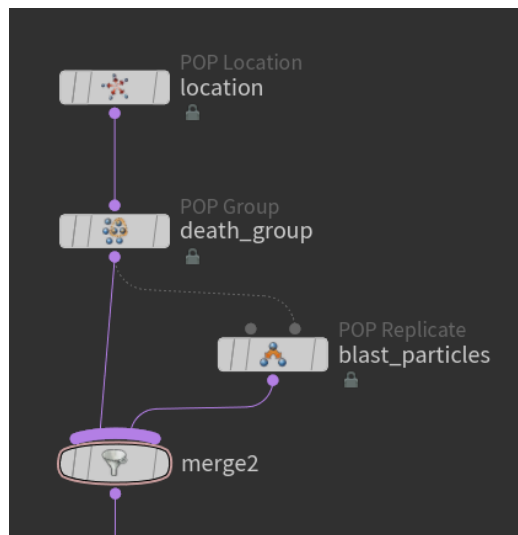 POP Location
location
POP Group
death_group
POP Replicate
blast_particles
merge2